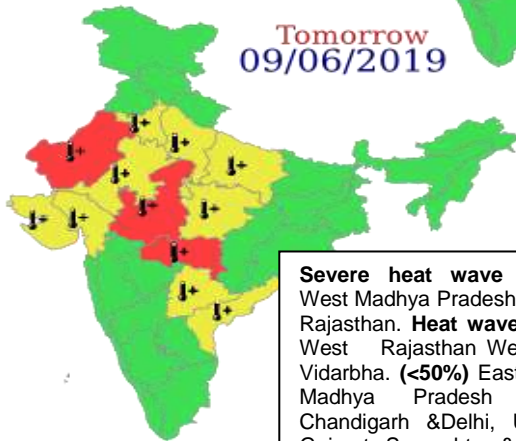 Tomorrow
09/06/2019
Severe heat wave
West Madhya Pradesh
Rajasthan. Heat wave
West Rajasthan We
Vidarbha. (<50%) East
Madhya Pradesh
Chandigarh &Delhi, U